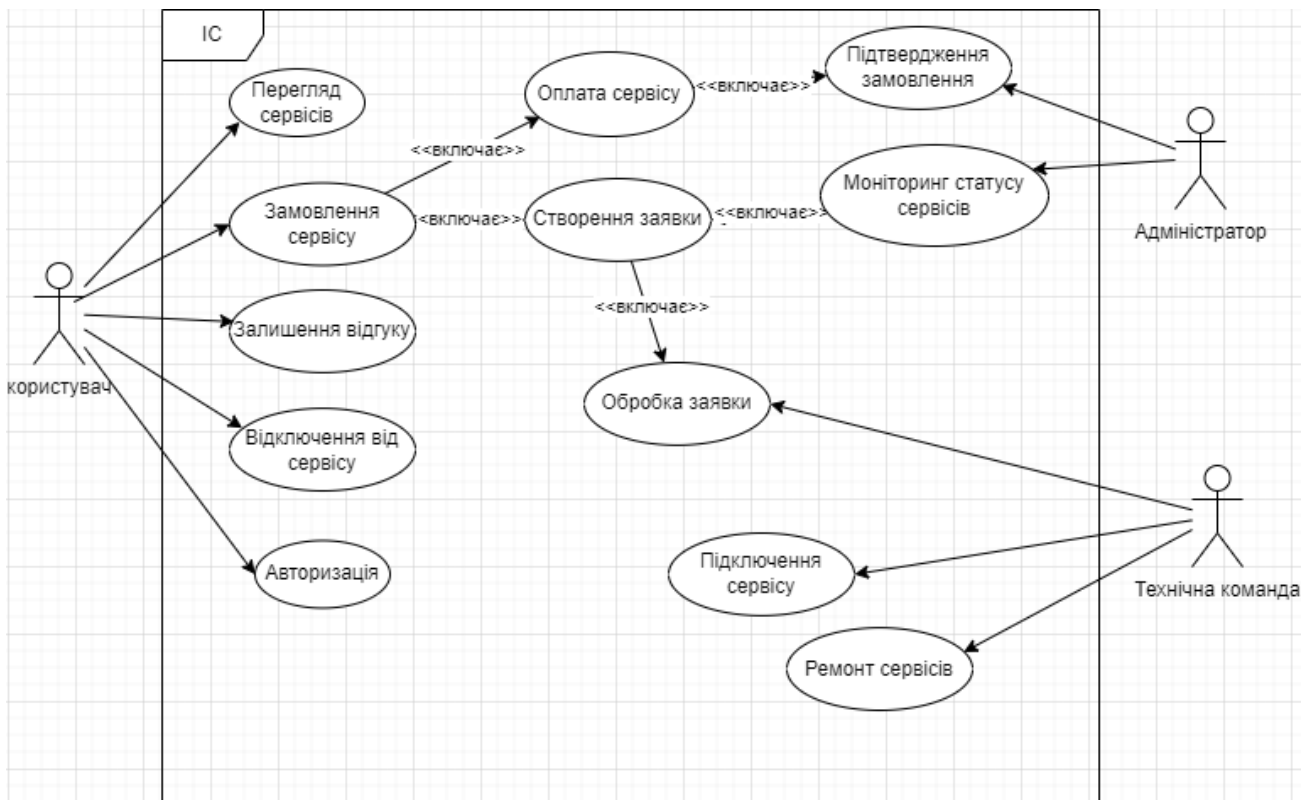 ІС
Перегляд
сервісів
Оплата сервісу
<<включає>>
Підтвердження
замовлення
<<включає>>
Замовлення
сервісу
<<включає>>
Створення заявки
<<включає>>
Моніторинг статусу
сервісів
Адміністратор
<<включає>>
Залишення відгуку
користувач
Обробка заявки
Відключення від
сервісу
Авторизація
Підключення
сервісу
Технічна команда
Ремонт сервісів